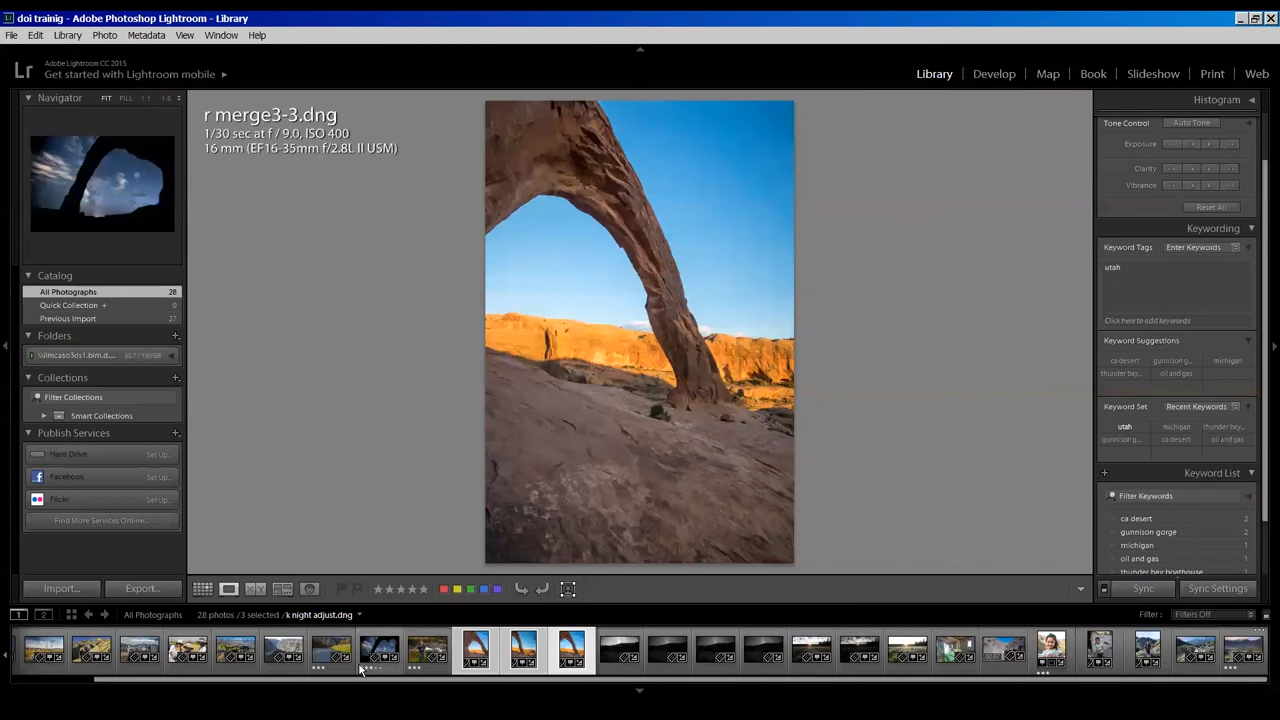 doi trainig - Adobe Photoshop Lightroom - Library
File Edit Library Photo Metadata View Window Help
Lr
Adobe Lightroom CC 2015
Get started with Lightroom mobile
Library Develop Map Book Slideshow Print Web
Navigator FIT FILL 1:1
r merge3-3.dng
1/30 sec at f / 9.0, ISO 400
16 mm (EF16-35mm f/2.8L II USM)
Histogram
Tone Control Auto Tone
Exposure
Clarity
Vibrance
Reset All
Keywording
Keyword Tags Enter Keywords
utah
Click here to add keywords
Keyword Suggestions
ca desert gunnison g... michigan
thunder bay... oil and gas
Keyword Set Recent Keywords
utah michigan thunder bay...
gunnison g... ca desert oil and gas
Keyword List
Filter Keywords
ca desert 2
gunnison gorge 2
michigan 1
oil and gas 1
thunder bay boathouse
Sync Sync Settings
Catalog
All Photographs 28
Quick Collection + 0
Previous Import 27
Folders
Collections
Filter Collections
Smart Collections
Publish Services
Hard Drive Set Up...
Facebook Set Up...
Flickr Set Up...
Find More Services Online...
Import... Export...
1 2 All Photographs 28 photos /3 selected /k night adjust.dng Filter : Filters Off